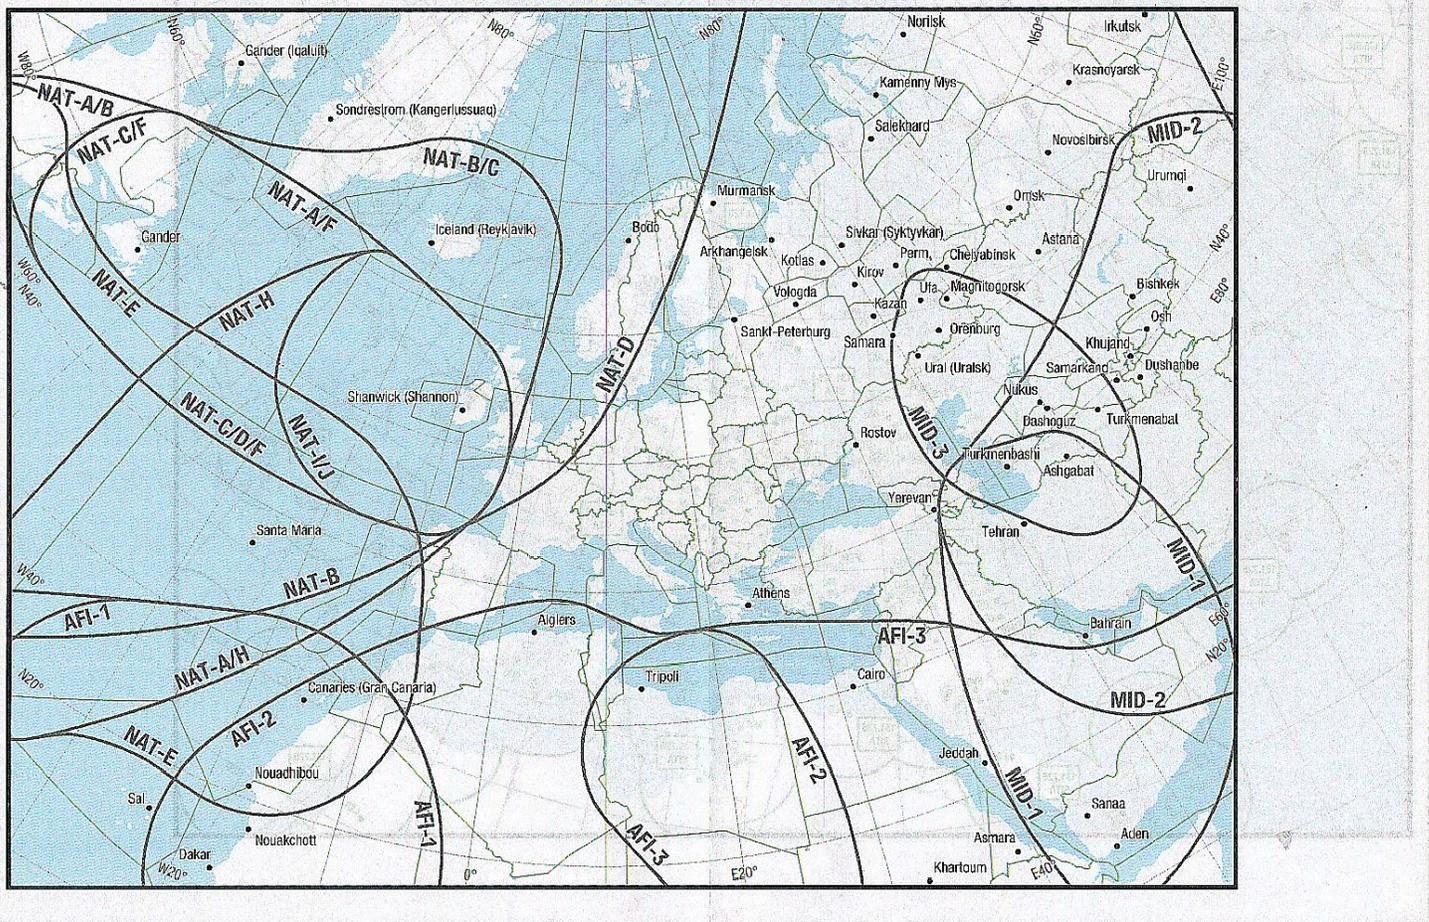 N60°
N80°
N80°
Norilsk
N60°
Irkutsk
W80°
Gander (Iqaluit)
E100°
Krasnoyarsk
Kamenny Mys
NAT-A/B
Sondrestrom (Kangerlussuaq)
Salekhard
MID-2
NAT-C/F
Novosibirsk
NAT-B/C
Urumqi
Murmansk
NAT-A/F
Omsk
Gander
Iceland (Reykjavik)
Bodo
Sivkar (Syktyvkar)
N40°
Astana
Arkhangelsk
Kotlas
Perm,
Chelyabinsk
W60°
Kirov
N40°
NAT-E
Ufa
Magnitogorsk
Bishkek
E80°
Vologda
Kazan
NAT-H
Osh
Sankt-Peterburg
Orenburg
Samara
Khujand
NAT-D
Ural (Uralsk)
Samarkand
Dushanbe
Shanwick (Shannon)
Nukus
NAT-C/D/F
Dashoguz
Turkmenabat
NAT-I/J
Rostov
MID-3
Turkmenbashi
Ashgabat
Yerevan
Santa Maria
Tehran
MID-1
W40°
NAT-B
Athens
AFI-1
Algiers
Bahrain
E60°
AFI-3
N20°
NAT-A/H
N20°
Tripoli
Cairo
Canaries (Gran Canaria)
MID-2
AFI-2
NAT-E
AFI-2
Jeddah
Nouadhibou
MID-1
Sal
Sanaa
AFI-1
Nouakchott
AFI-3
Asmara
Aden
Dakar
W20°
0°
E20°
Khartoum
E40°